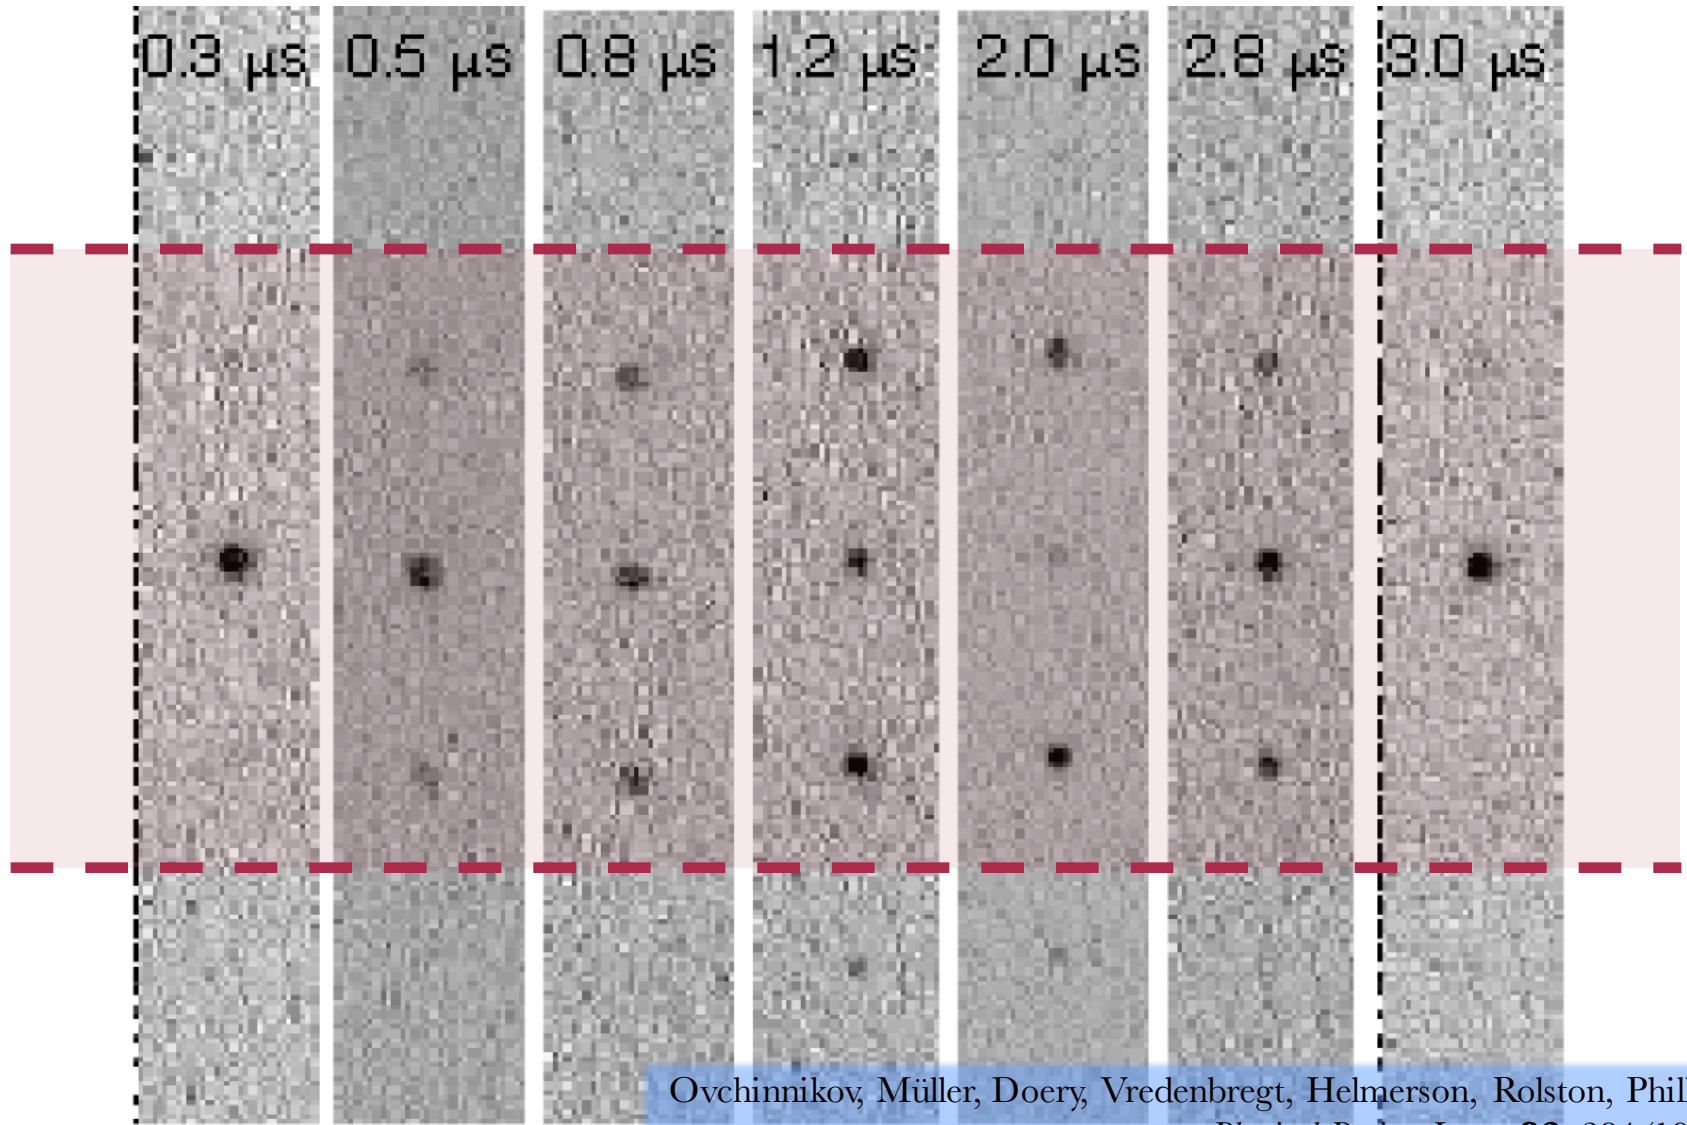 0.3 μs 0.5 μs 0.8 μs 1.2 μs 2.0 μs 2.8 μs 3.0 μs
Ovchinnikov, Müller, Doery, Vredenbregt, Helmerson, Rolston,